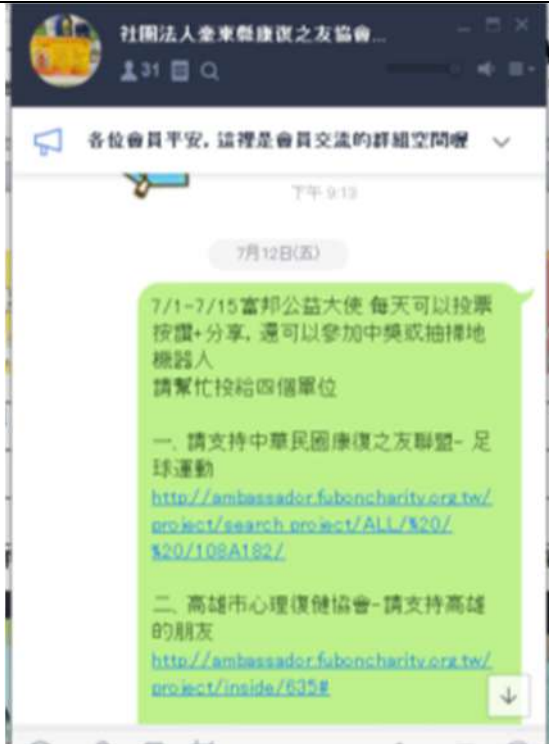 社團法人臺東縣康復之友協會...
31
各位會員平安, 這裡是會員交流的群組空間喔
下午 9:13
7月12日(五)
7/1-7/15富邦公益大使 每天可以投票
按讚+分享, 還可以參加中獎或抽掃地
機器人
請幫忙投給四個單位
一. 請支持中華民國康復之友聯盟- 足
球運動
http://ambassador.fuboncharity.org.tw/
project/search_project/ALL/%20/
%20/108A182/
二. 高雄市心理復健協會-請支持高雄
的朋友
http://ambassador.fuboncharity.org.tw/
project/inside/635#